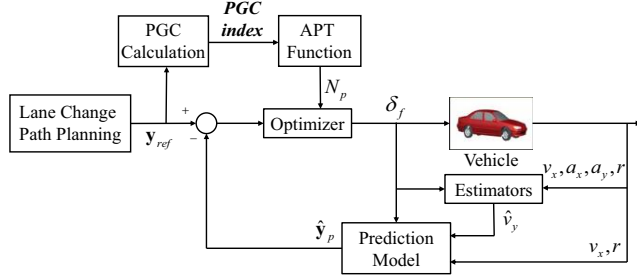 PGC
Calculation
PGC
index
APT
Function
N_p
Lane Change
Path Planning
y_ref
+
−
Optimizer
δ_f
Vehicle
v_x, a_x, a_y, r
Estimators
v̂_y
ŷ_p
Prediction
Model
v_x, r